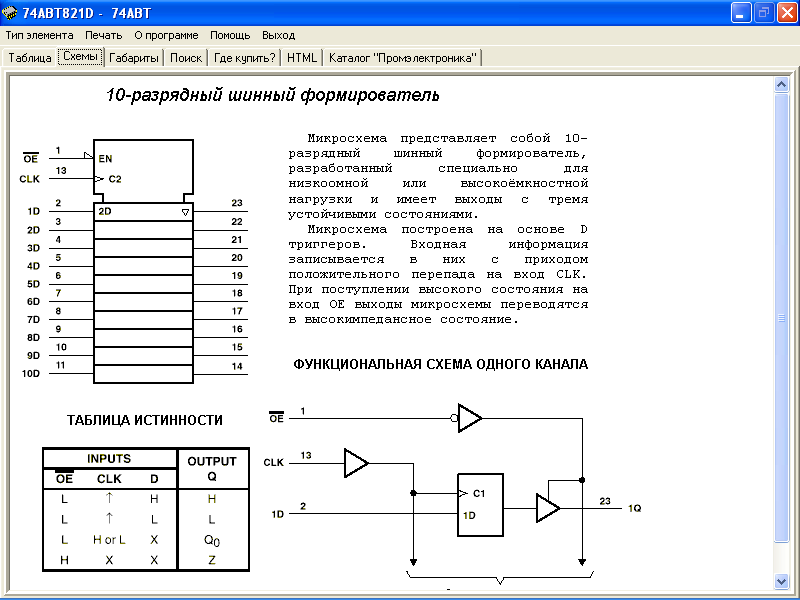 74ABT821D - 74ABT
Тип элемента Печать О программе Помощь Выход
Таблица Схемы Габариты Поиск Где купить? HTML Каталог "Промэлектроника"
10-разрядный шинный формирователь
OE 1 EN
CLK 13 C2
1D 2 2D 23
2D 3 22
3D 4 21
4D 5 20
5D 6 19
6D 7 18
7D 8 17
8D 9 16
9D 10 15
10D 11 14
Микросхема представляет собой 10-
разрядный шинный формирователь,
разработанный специально для
низкоомной или высокоёмкостной
нагрузки и имеет выходы с тремя
устойчивыми состояниями.
Микросхема построена на основе D
триггеров. Входная информация
записывается в них с приходом
положительного перепада на вход CLK.
При поступлении высокого состояния на
вход OE выходы микросхемы переводятся
в высокимпедансное состояние.
ТАБЛИЦА ИСТИННОСТИ
INPUTS OUTPUT
OE CLK D Q
L ↑ H H
L ↑ L L
L H or L X Q0
H X X Z
ФУНКЦИОНАЛЬНАЯ СХЕМА ОДНОГО КАНАЛА
OE 1
CLK 13
C1
1D 2 1D 23 1Q